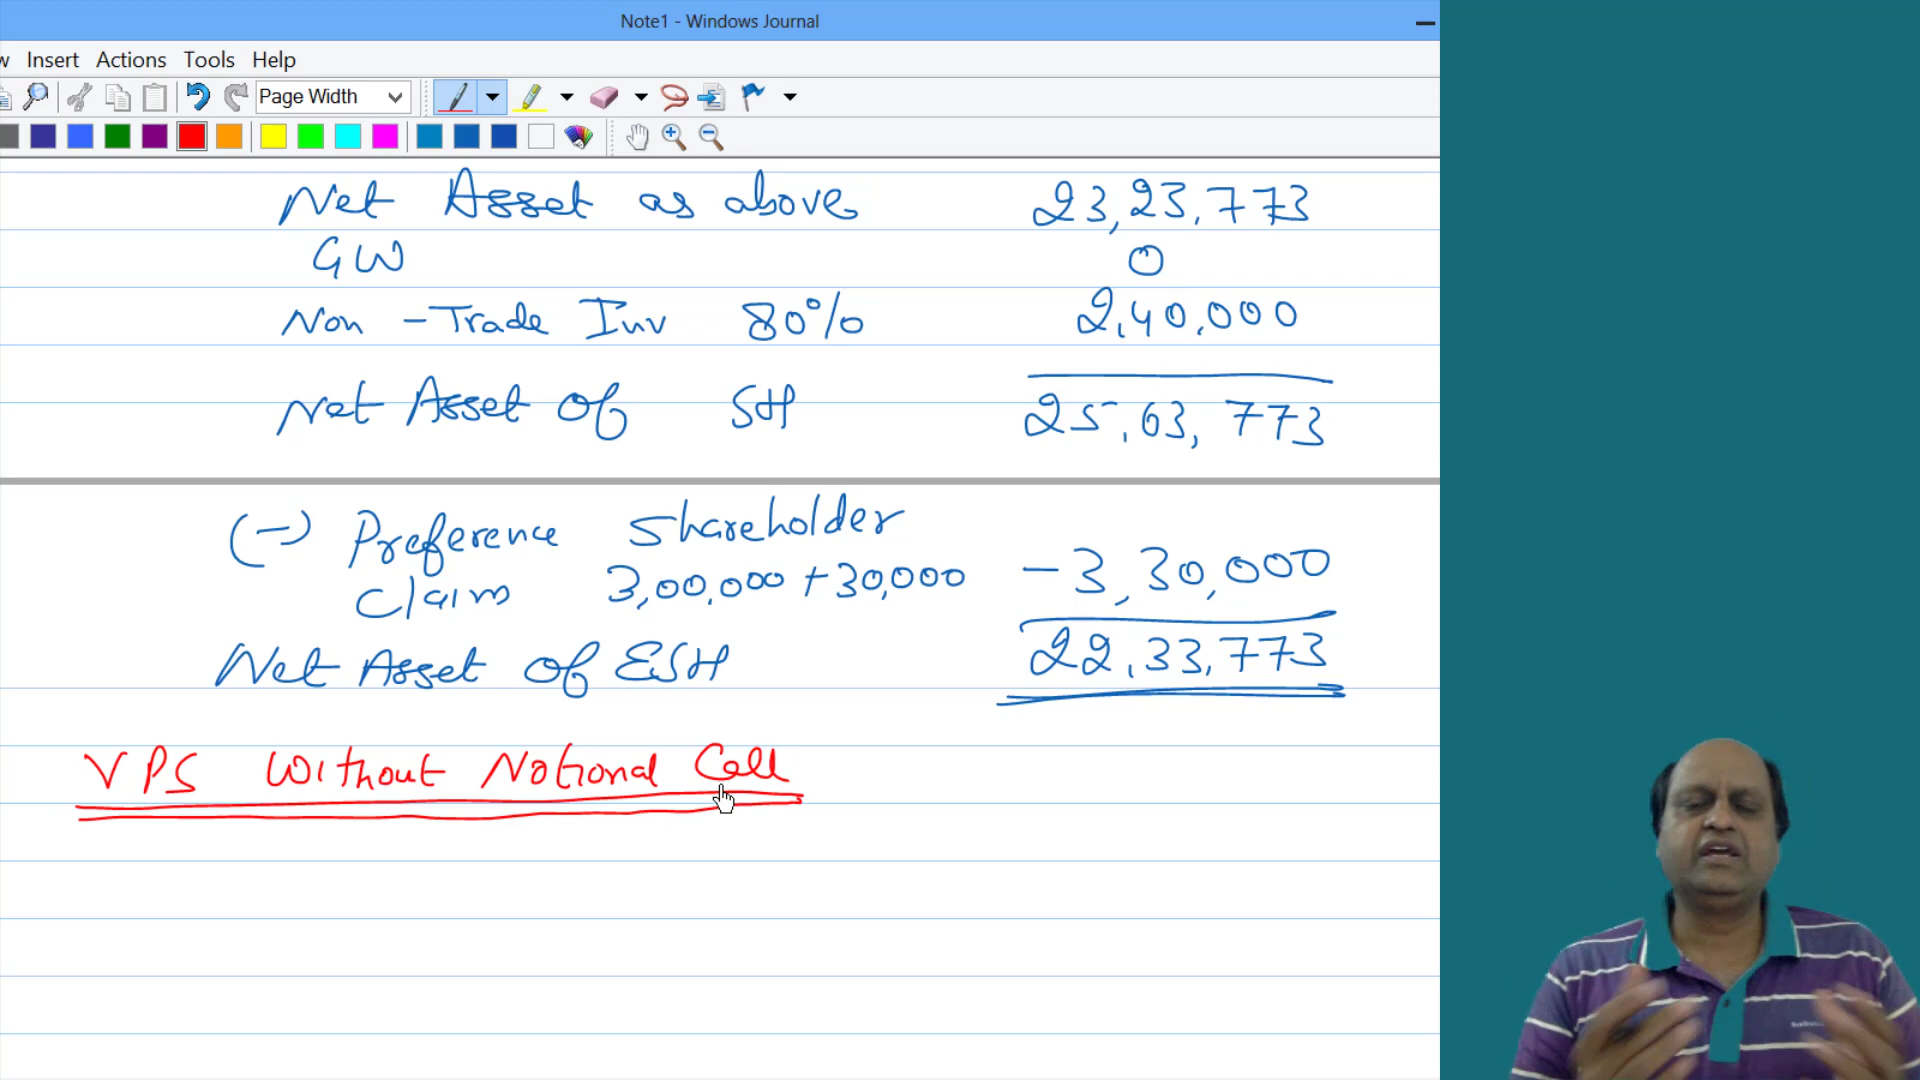 Note1 - Windows Journal
w Insert Actions Tools Help
Page Width
Net Asset as above 23,23,773
GW 0
Non-Trade Inv 80% 2,40,000
Net Asset Of SH 25,63,773
(-) Preference Shareholder
Claim 3,00,000 + 30,000 - 3,30,000
Net Asset Of ESH 22,33,773
VPS Without Notional Call